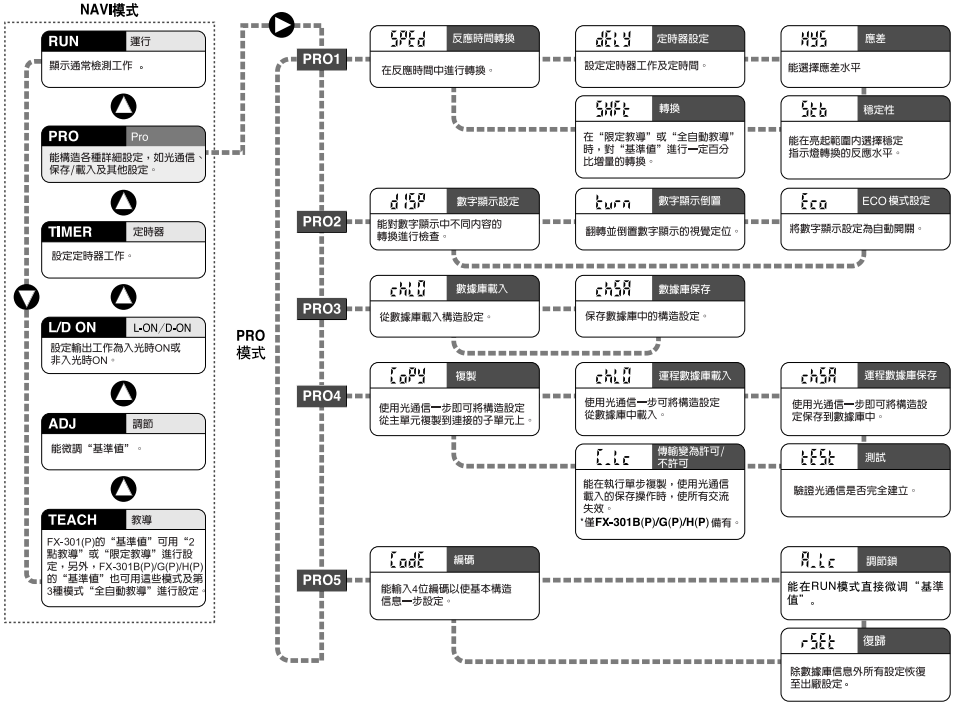 NAVI模式
RUN 運行
顯示通常檢測工作 。
PRO Pro
能構造各種詳細設定，如光通信、
保存/載入及其他設定。
TIMER 定時器
設定定時器工作。
L/D ON L-ON/D-ON
設定輸出工作為入光時ON或
非入光時ON。
ADJ 調節
能微調“基準值” 。
TEACH 教導
FX-301(P)的“基準值”可用“2
點教導”或“限定教導”進行設
定，另外，FX-301B(P)/G(P)/H(P)
的“基準值”也可用這些模式及第
3種模式“全自動教導”進行設定。
PRO
模式
PRO1
SPEd 反應時間轉換
在反應時間中進行轉換。
dELY 定時器設定
設定定時器工作及定時間。
HYS 應差
能選擇應差水平
SHFt 轉換
在“限定教導”或“全自動教導”
時，對“基準值”進行一定百分
比增量的轉換。
Stb 穩定性
能在亮起範圍內選擇穩定
指示燈轉換的反應水平。
PRO2
dISP 數字顯示設定
能對數字顯示中不同内容的
轉換進行檢查。
turn 數字顯示倒置
翻轉並倒置數字顯示的視覺定位。
Eco ECO模式設定
將數字顯示設定為自動開關。
PRO3
chLO 數據庫載入
從數據庫載入構造設定。
chSA 數據庫保存
保存數據庫中的構造設定。
PRO4
CoPY 複製
使用光通信一步即可將構造設定
從主單元複製到連接的子單元上。
chLO 運程數據庫載入
使用光通信一步可將構造設定
從數據庫中載入。
chSA 運程數據庫保存
使用光通信一步即可將構造設
定保存到數據庫中。
C.Lc 傳輸變為許可/
不許可
能在執行單步複製，使用光通信
載入的保存操作時，使所有交流
失效。
*僅FX-301B(P)/G(P)/H(P) 備有。
tESt 測試
驗證光通信是否完全建立。
PRO5
CodE 編碼
能輸入4位編碼以使基本構造
信息一步設定。
A.Lc 調節鎖
能在RUN模式直接微调“基準
值”。
rSEt 復歸
除數據庫信息外所有設定恢復
至出廠設定。